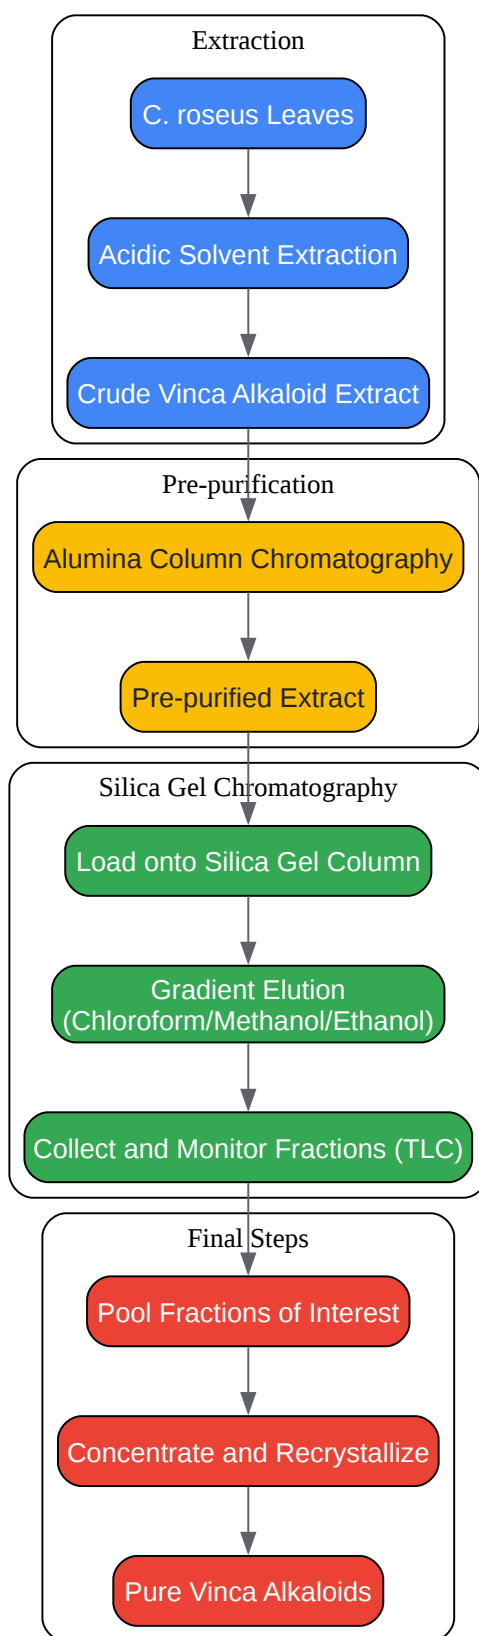 Extraction
C. roseus Leaves
Acidic Solvent Extraction
Crude Vinca Alkaloid Extract
Pre-purification
Alumina Column Chromatography
Pre-purified Extract
Silica Gel Chromatography
Load onto Silica Gel Column
Gradient Elution
(Chloroform/Methanol/Ethanol)
Collect and Monitor Fractions (TLC)
Final Steps
Pool Fractions of Interest
Concentrate and Recrystallize
Pure Vinca Alkaloids